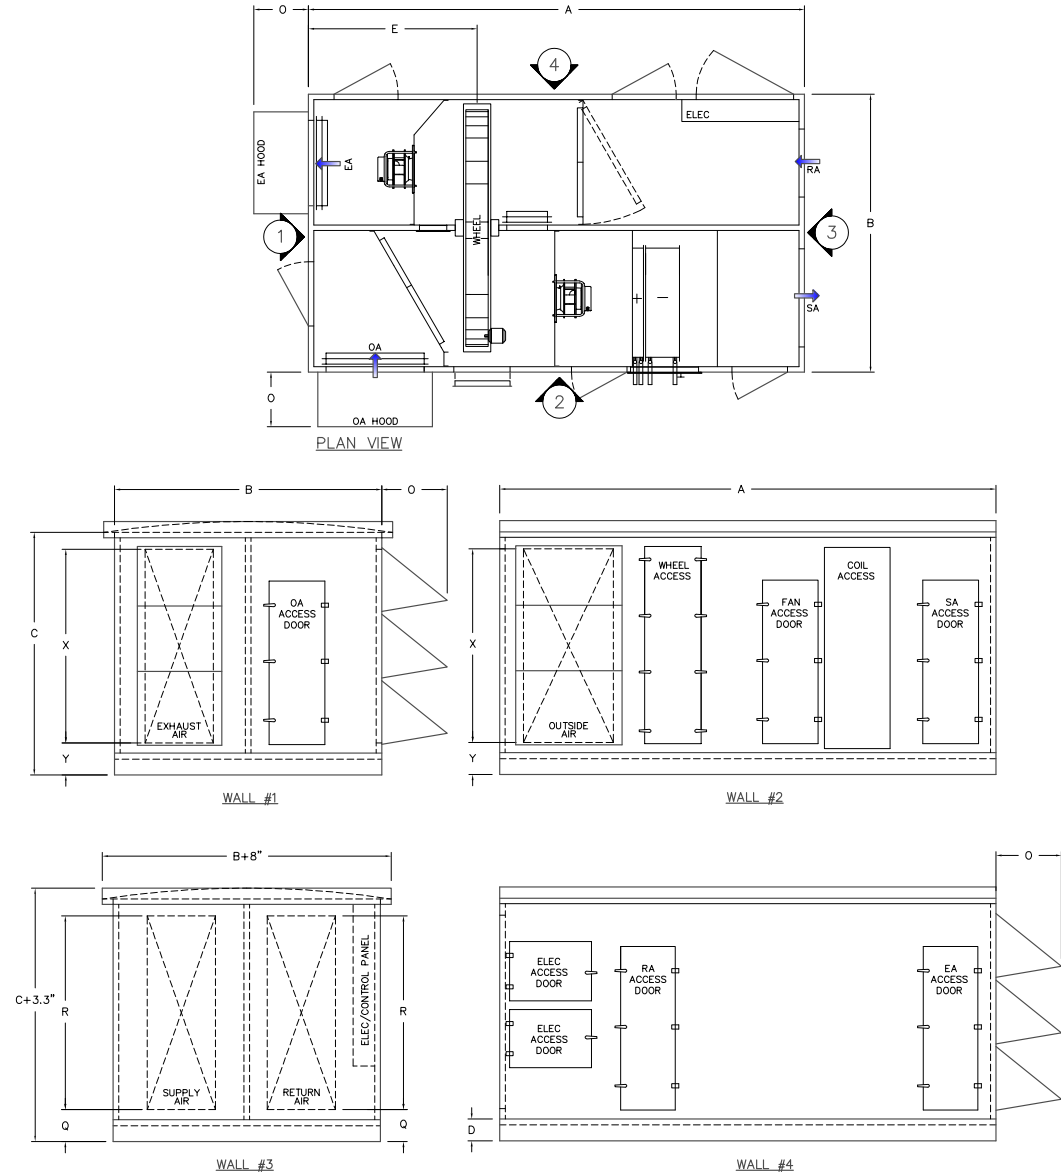 O
A
E
4
ELEC
EA HOOD
EA
RA
WHEEL
B
1
3
SA
OA
O
2
OA HOOD
PLAN VIEW
B
O
A
C
X
OA
ACCESS
DOOR
EXHAUST
AIR
Y
WALL #1
X
WHEEL
ACCESS
COIL
ACCESS
FAN
ACCESS
DOOR
SA
ACCESS
DOOR
OUTSIDE
AIR
Y
WALL #2
B+8"
C+3.3"
R
R
ELEC/CONTROL PANEL
SUPPLY
AIR
RETURN
AIR
Q
Q
WALL #3
O
ELEC
ACCESS
DOOR
RA
ACCESS
DOOR
EA
ACCESS
DOOR
ELEC
ACCESS
DOOR
D
WALL #4